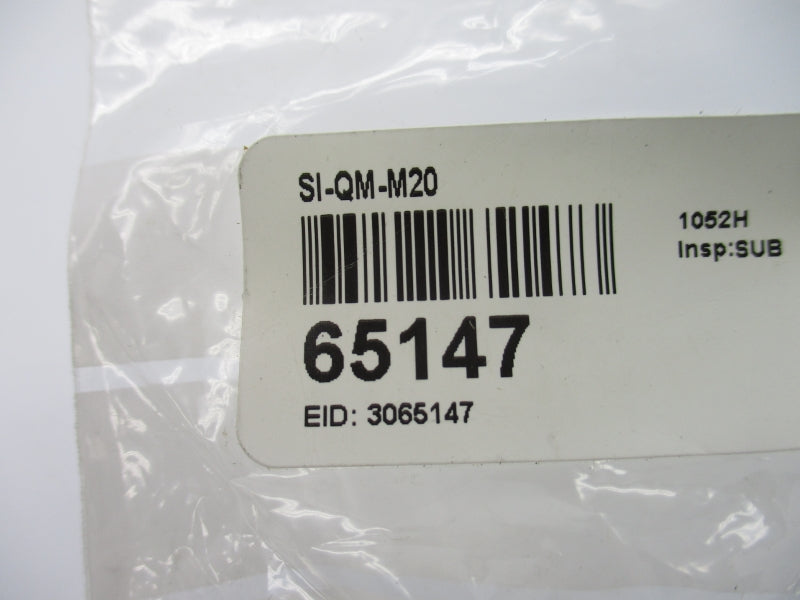 SI-QM-M20
1052H
Insp:SUB
65147
EID: 3065147